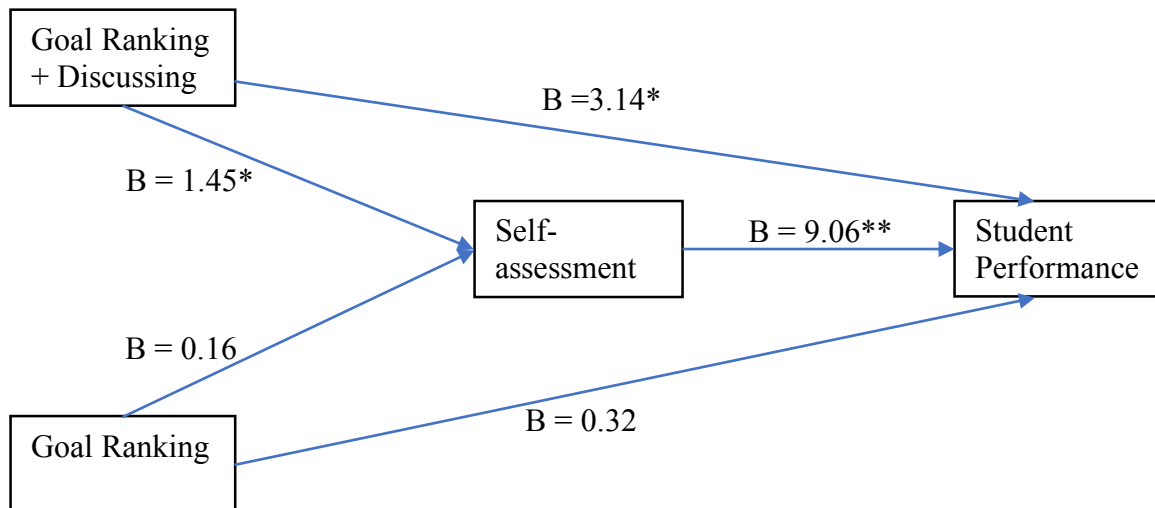 Goal Ranking
+ Discussing
B =3.14*
B = 1.45*
Self-
assessment
B = 9.06**
Student
Performance
B = 0.16
B = 0.32
Goal Ranking